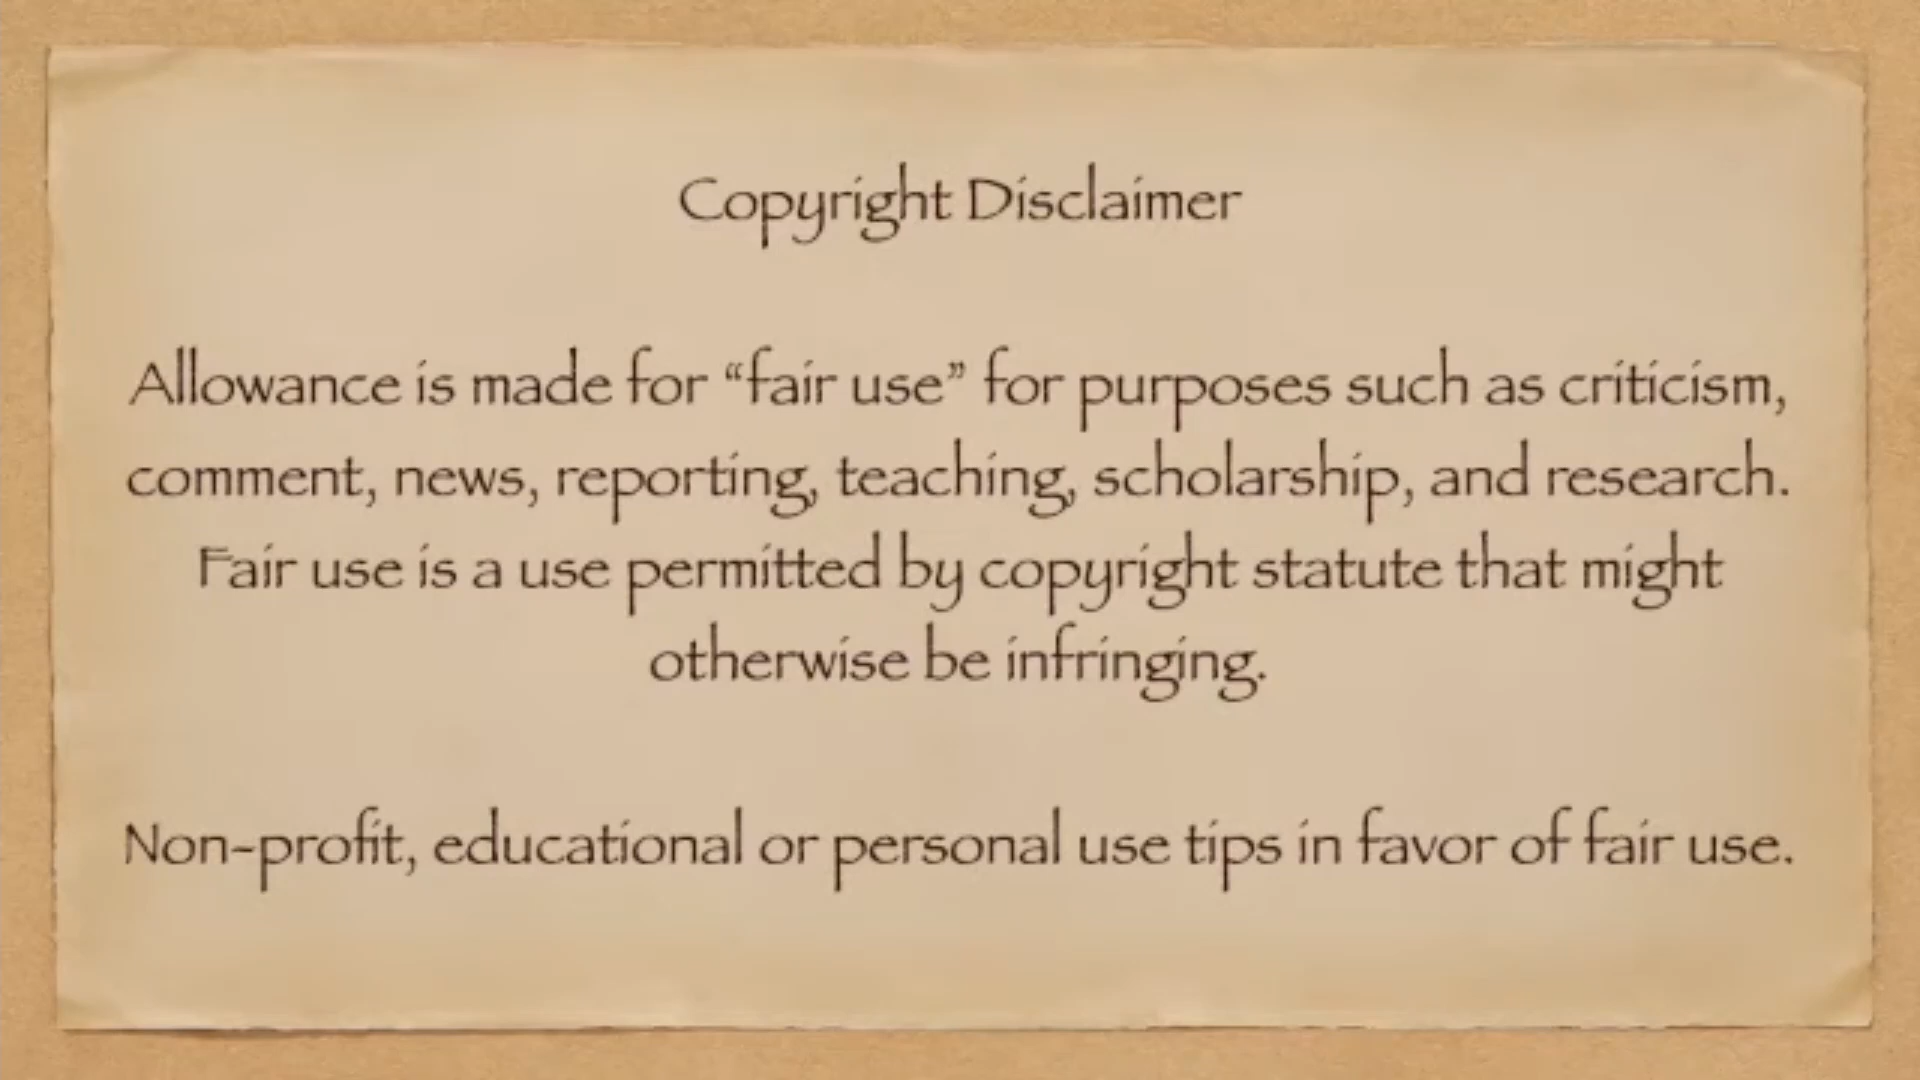 Copyright Disclaimer
Allowance is made for “fair use” for purposes such as criticism,
comment, news, reporting, teaching, scholarship, and research.
Fair use is a use permitted by copyright statute that might
otherwise be infringing.
Non-profit, educational or personal use tips in favor of fair use.